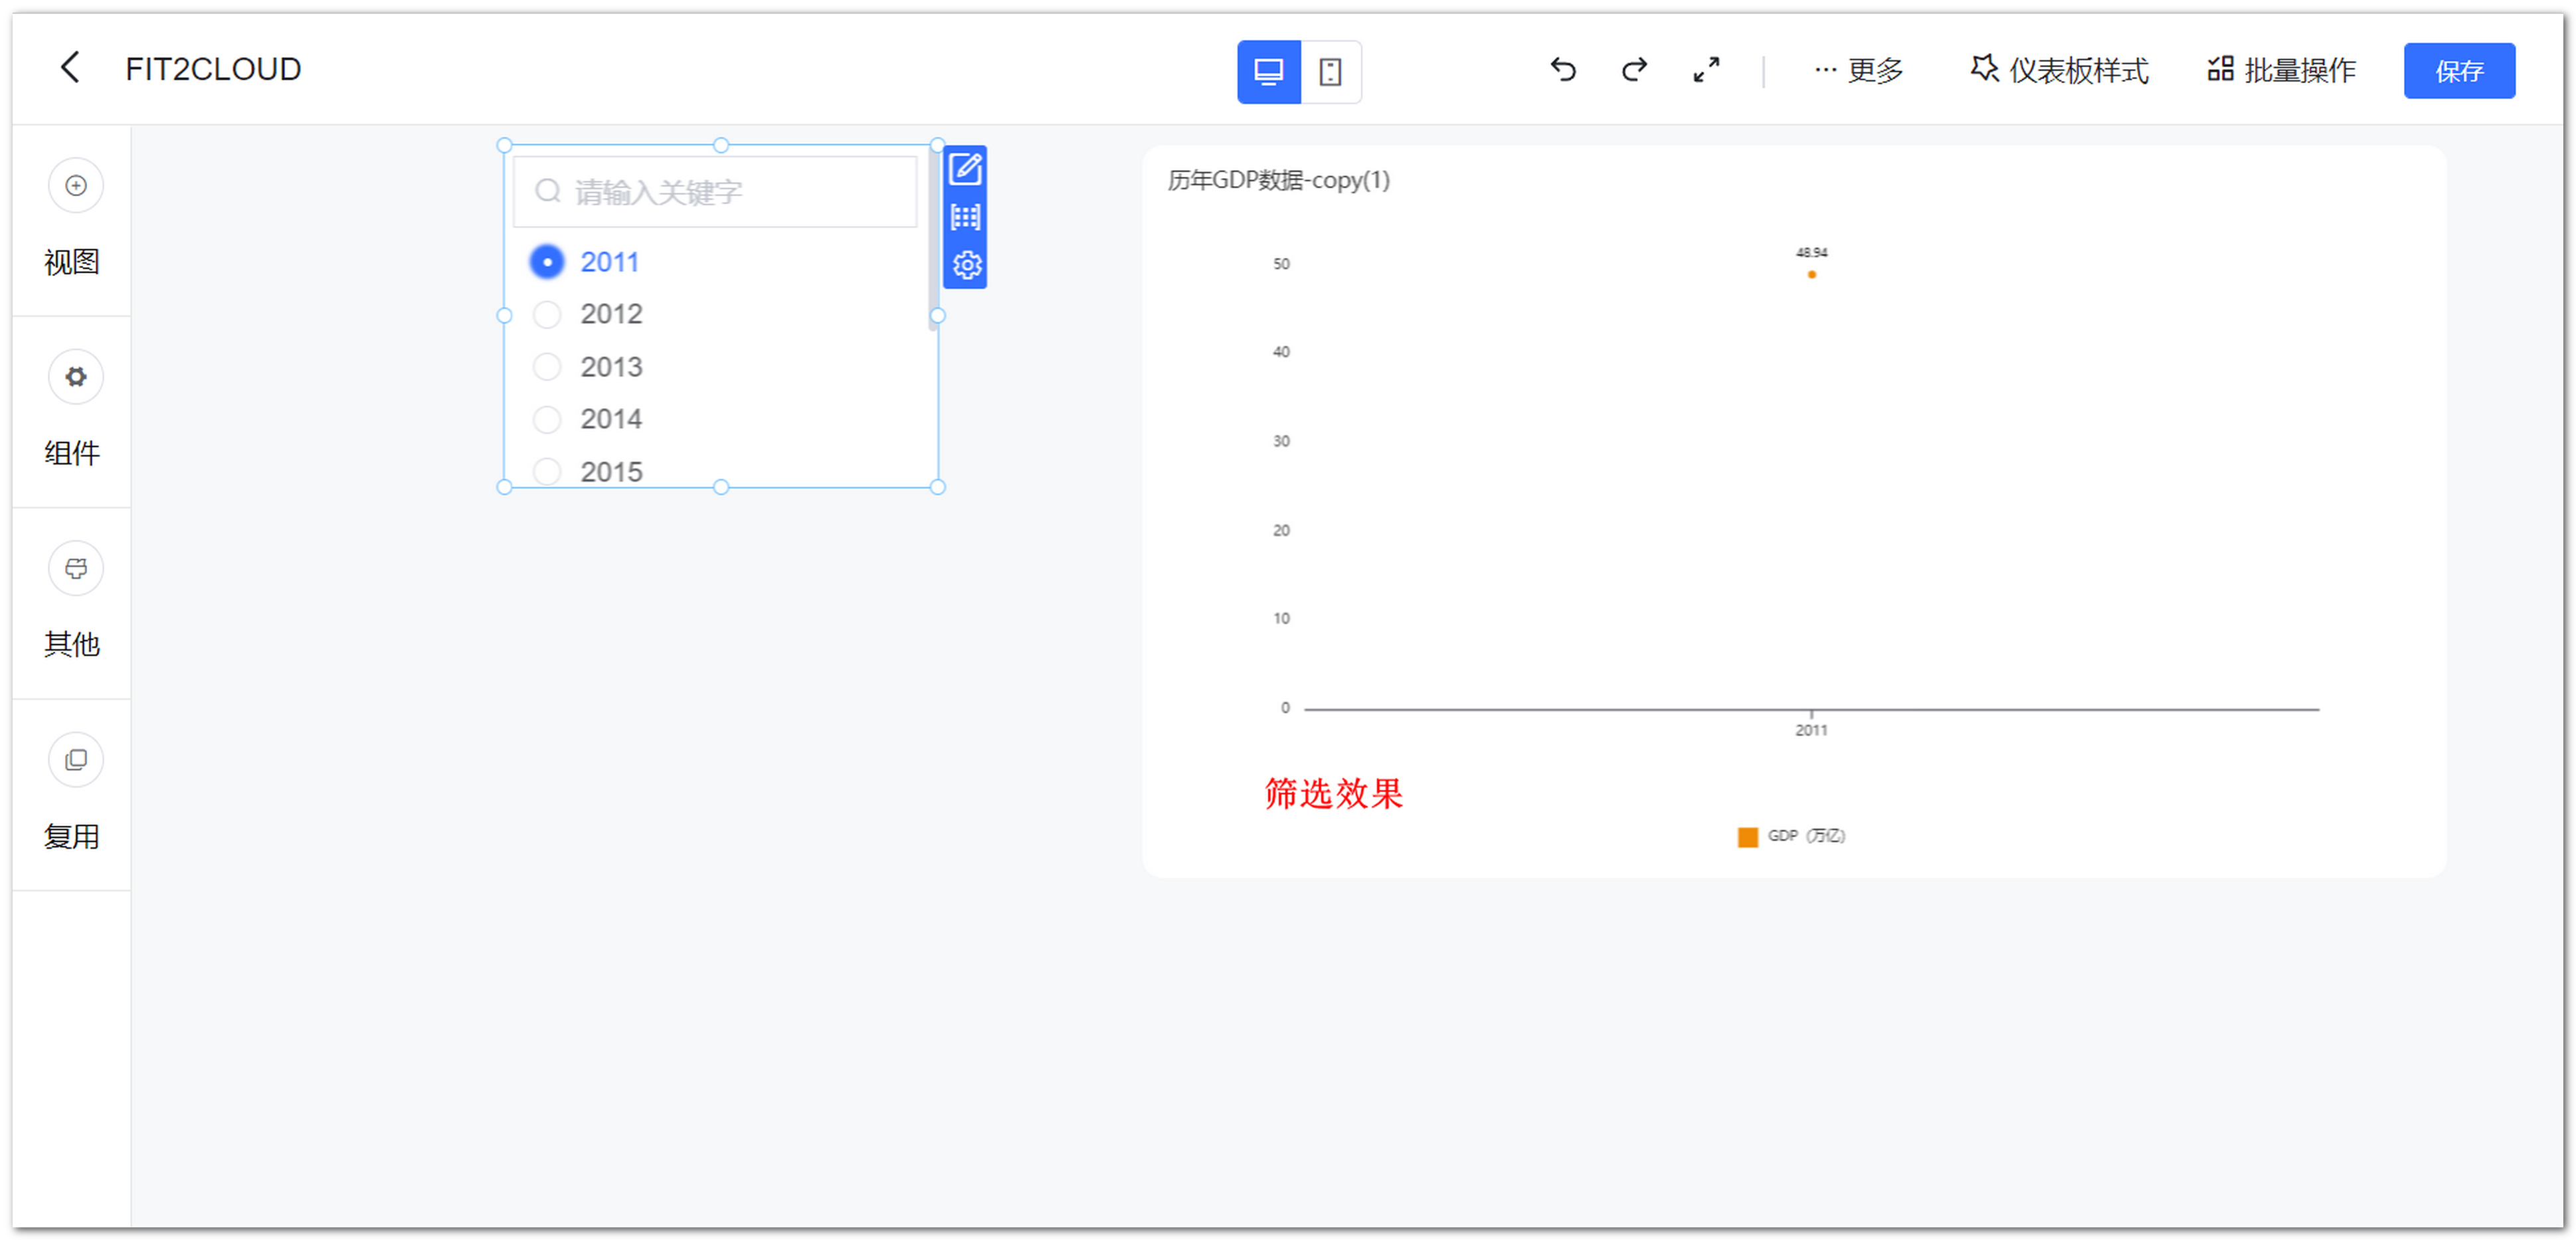 FIT2CLOUD
更多
仪表板样式
批量操作
保存
视图
组件
其他
复用
请输入关键字
2011
2012
2013
2014
2015
历年GDP数据-copy(1)
48.94
50
40
30
20
10
0
2011
筛选效果
GDP（万亿）